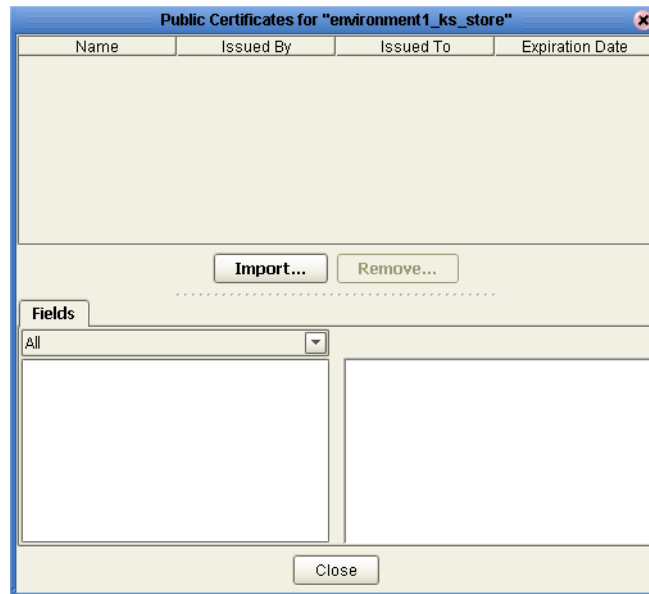 Public Certificates for "environment1_ks_store"
Name Issued By Issued To Expiration Date
Import... Remove...
Fields
All
Close